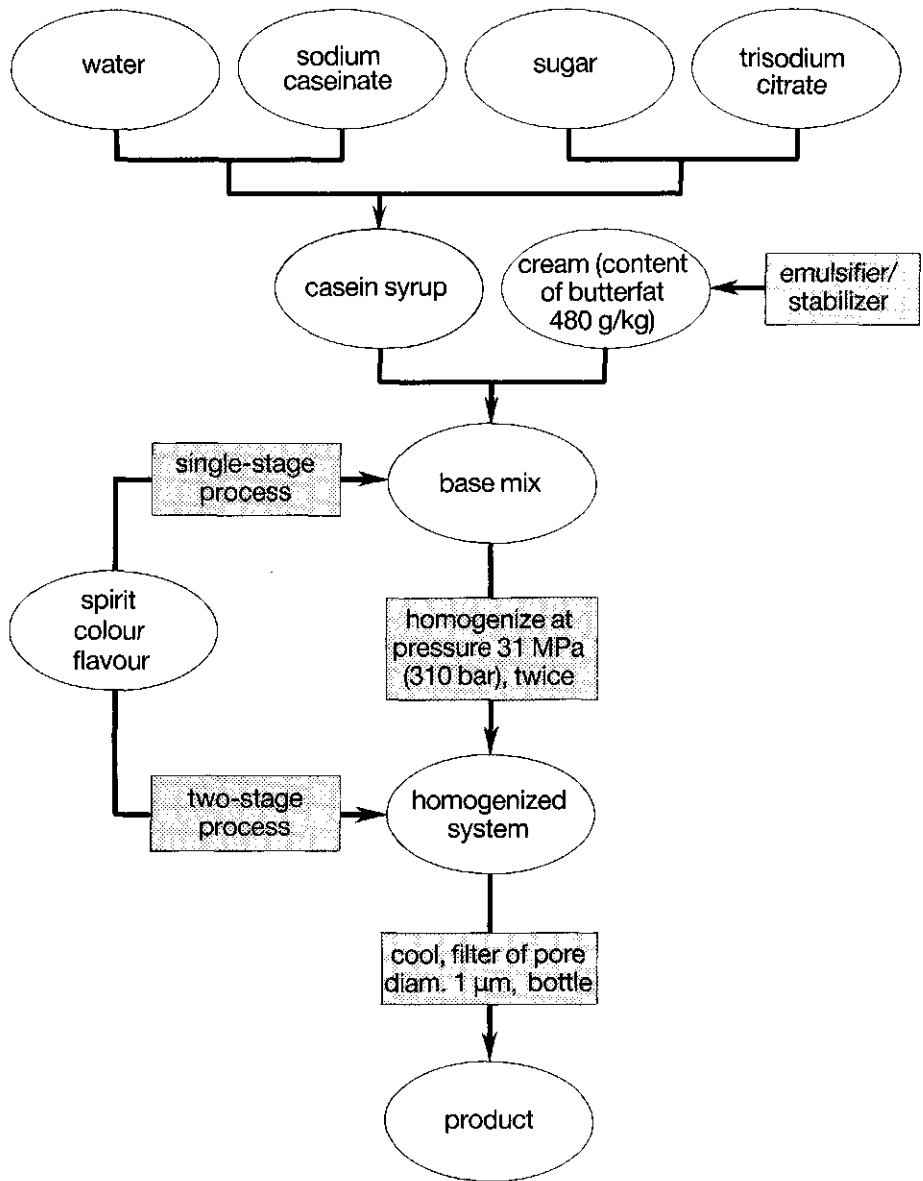 water
sodium
caseinate
sugar
trisodium
citrate
casein syrup
cream (content
of butterfat
480 g/kg)
emulsifier/
stabilizer
single-stage
process
base mix
spirit
colour
flavour
homogenize at
pressure 31 MPa
(310 bar), twice
two-stage
process
homogenized
system
cool, filter of pore
diam. 1 μm, bottle
product